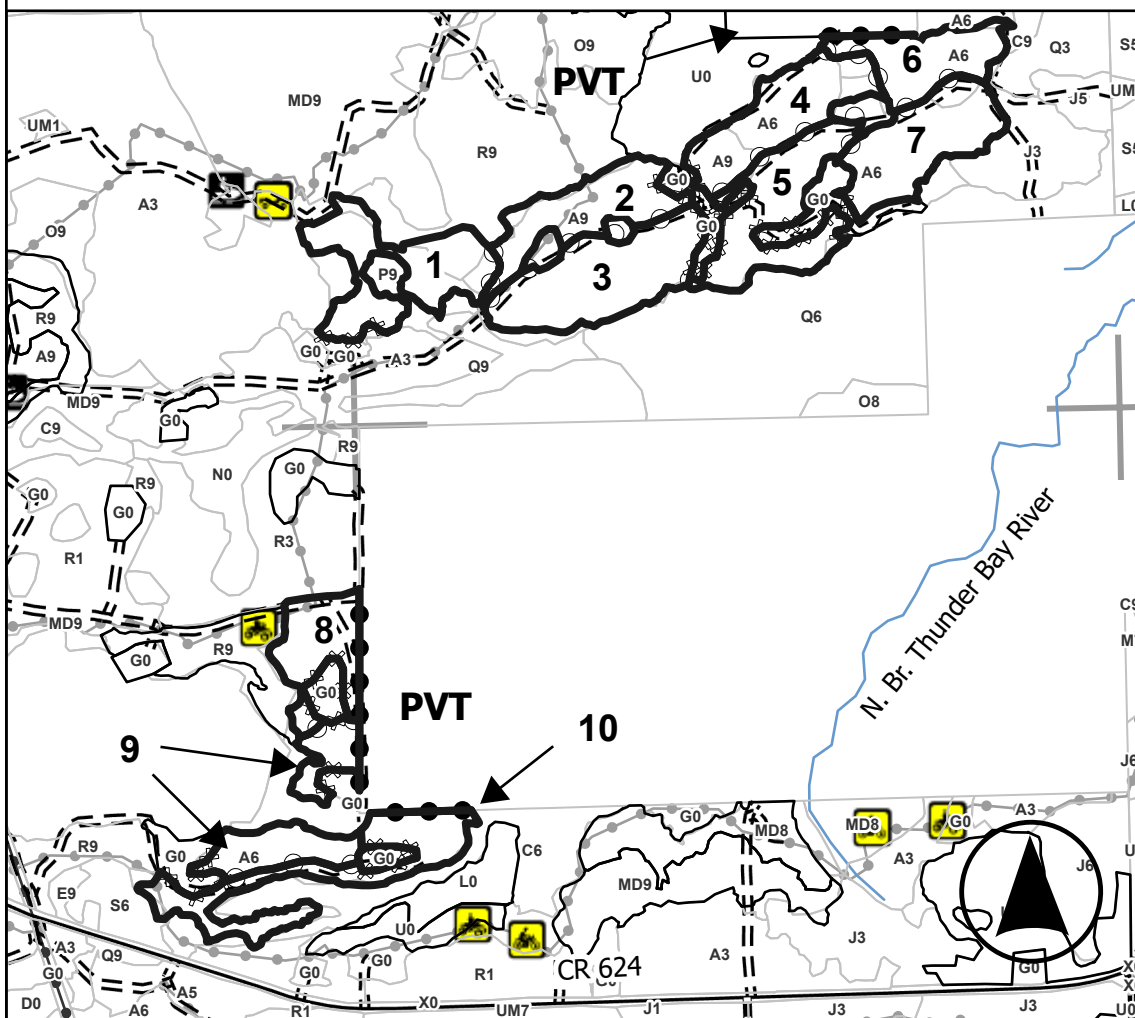 A6
O9
C9
Q3
S5
PVT
U0
A6
6
MD9
4
J5
UM
UM1
A6
7
R9
J3
S5
A9
5
A6
A3
G0
2
G0
L0
A9
G0
O9
1
P9
3
R9
Q6
G0
G0
A3
Q9
A9
MD9
O8
G0
C9
R9
N0
G0
R9
G0
G0
R3
R1
N. Br. Thunder Bay River
C9
MD9
8
R9
G0
G0
PVT
10
9
J6
G0
A3
G0
MD8
MD8
G0
R9
G0
A6
G0
C6
A3
J6
E9
L0
MD9
S6
U0
J3
A3
Q9
G0
G0
A3
G0
R1
CR 624
G0
D0
A5
A6
R1
X0
UM7
J1
J3
J3
U0